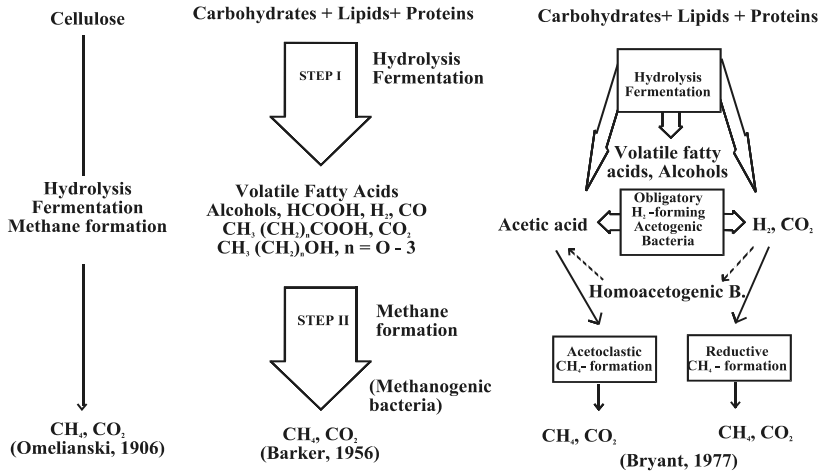 Cellulose
Hydrolysis
Fermentation
Methane formation
CH₄, CO₂
(Omelianski, 1906)
Carbohydrates + Lipids+ Proteins
STEP I
Hydrolysis
Fermentation
Volatile Fatty Acids
Alcohols, HCOOH, H₂, CO
CH₃ (CH₂)ₙCOOH, CO₂
CH₃ (CH₂)ₙOH, n = O - 3
STEP II
Methane
formation
(Methanogenic
bacteria)
CH₄, CO₂
(Barker, 1956)
Carbohydrates+ Lipids + Proteins
Hydrolysis
Fermentation
Volatile fatty
acids, Alcohols
Acetic acid
Obligatory
H₂ -forming
Acetogenic
Bacteria
H₂, CO₂
Homoacetogenic B.
Acetoclastic
CH₄- formation
Reductive
CH₄ - formation
CH₄, CO₂
CH₄, CO₂
(Bryant, 1977)